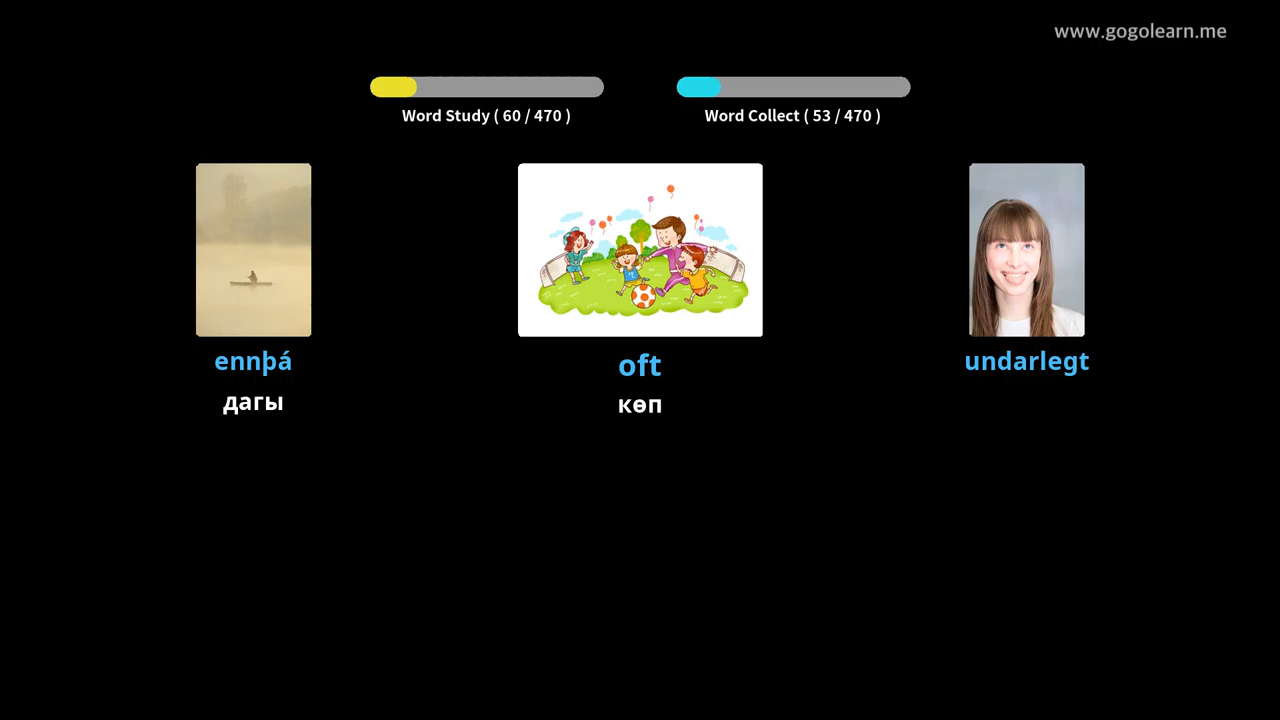 www.gogolearn.me
Word Study ( 60 / 470 )
Word Collect ( 53 / 470 )
ennþá
дагы
oft
көп
undarlegt